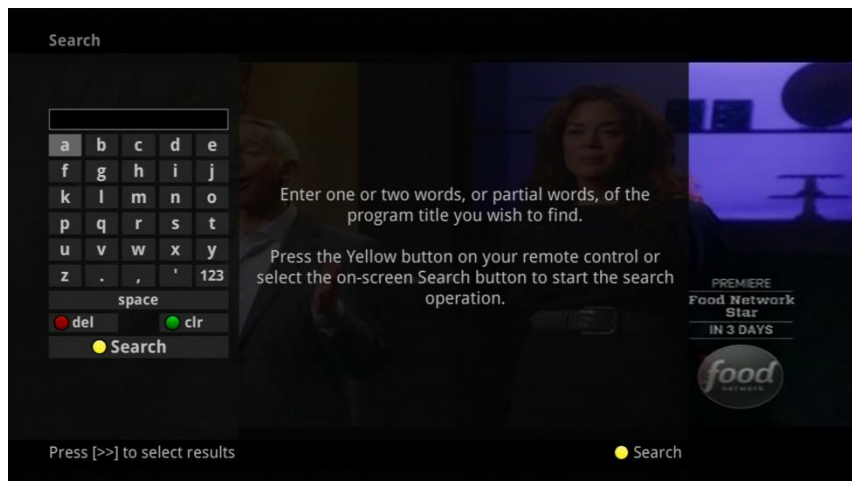 Search
a b c d e
f g h i j
k l m n o
p q r s t
u v w x y
z . , ' 123
space
del clr
Search
Enter one or two words, or partial words, of the
program title you wish to find.
Press the Yellow button on your remote control or
select the on-screen Search button to start the search
operation.
PREMIERE
Food Network
Star
IN 3 DAYS
food
network
Press [>>] to select results
Search